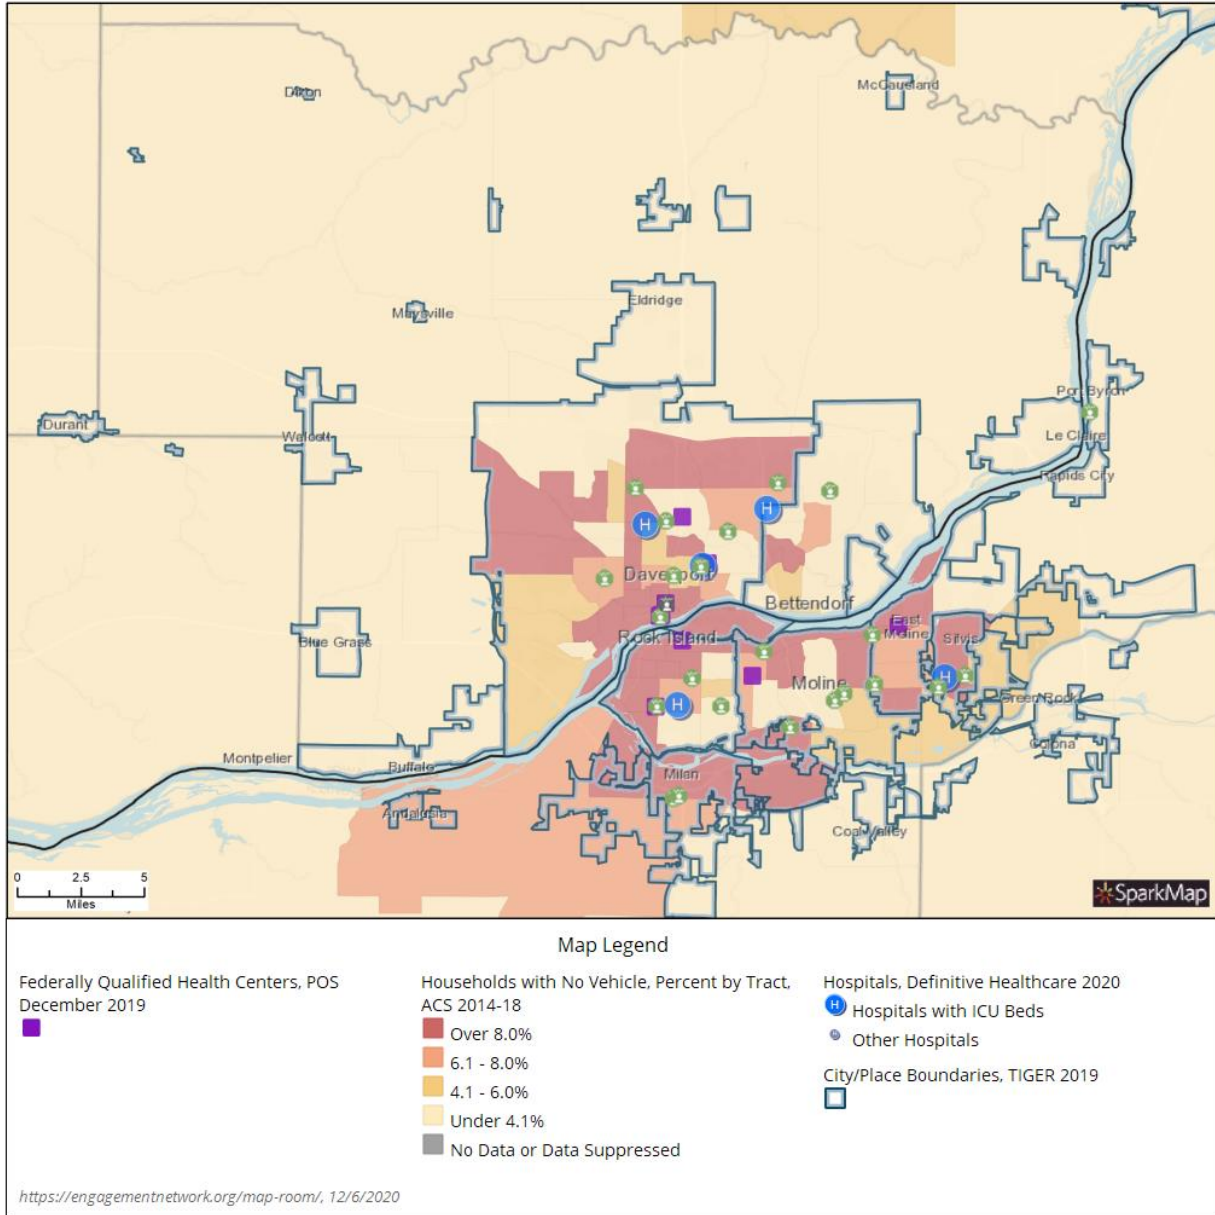 Dixon
McCausland
Eldridge
Maysville
Port Byron
Durant
Walcott
Le Claire
Rapids City
Davenport
Bettendorf
Rock Island
East
Moline
Silvis
Blue Grass
Moline
Green Rock
Colona
Montpelier
Buffalo
Milan
Andalusia
Coal Valley
0 2.5 5
Miles
SparkMap
H
H
H
H
Map Legend
Federally Qualified Health Centers, POS
December 2019
Households with No Vehicle, Percent by Tract,
ACS 2014-18
Over 8.0%
6.1 - 8.0%
4.1 - 6.0%
Under 4.1%
No Data or Data Suppressed
Hospitals, Definitive Healthcare 2020
H Hospitals with ICU Beds
Other Hospitals
City/Place Boundaries, TIGER 2019
https://engagementnetwork.org/map-room/, 12/6/2020